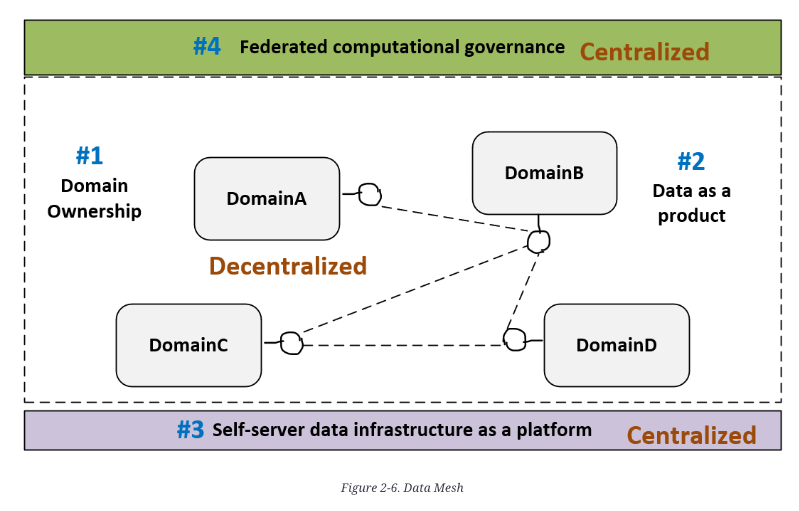 #4 Federated computational governance Centralized
#1
Domain
Ownership
DomainA
DomainB
#2
Data as a
product
Decentralized
DomainC
DomainD
#3 Self-server data infrastructure as a platform Centralized
Figure 2-6. Data Mesh